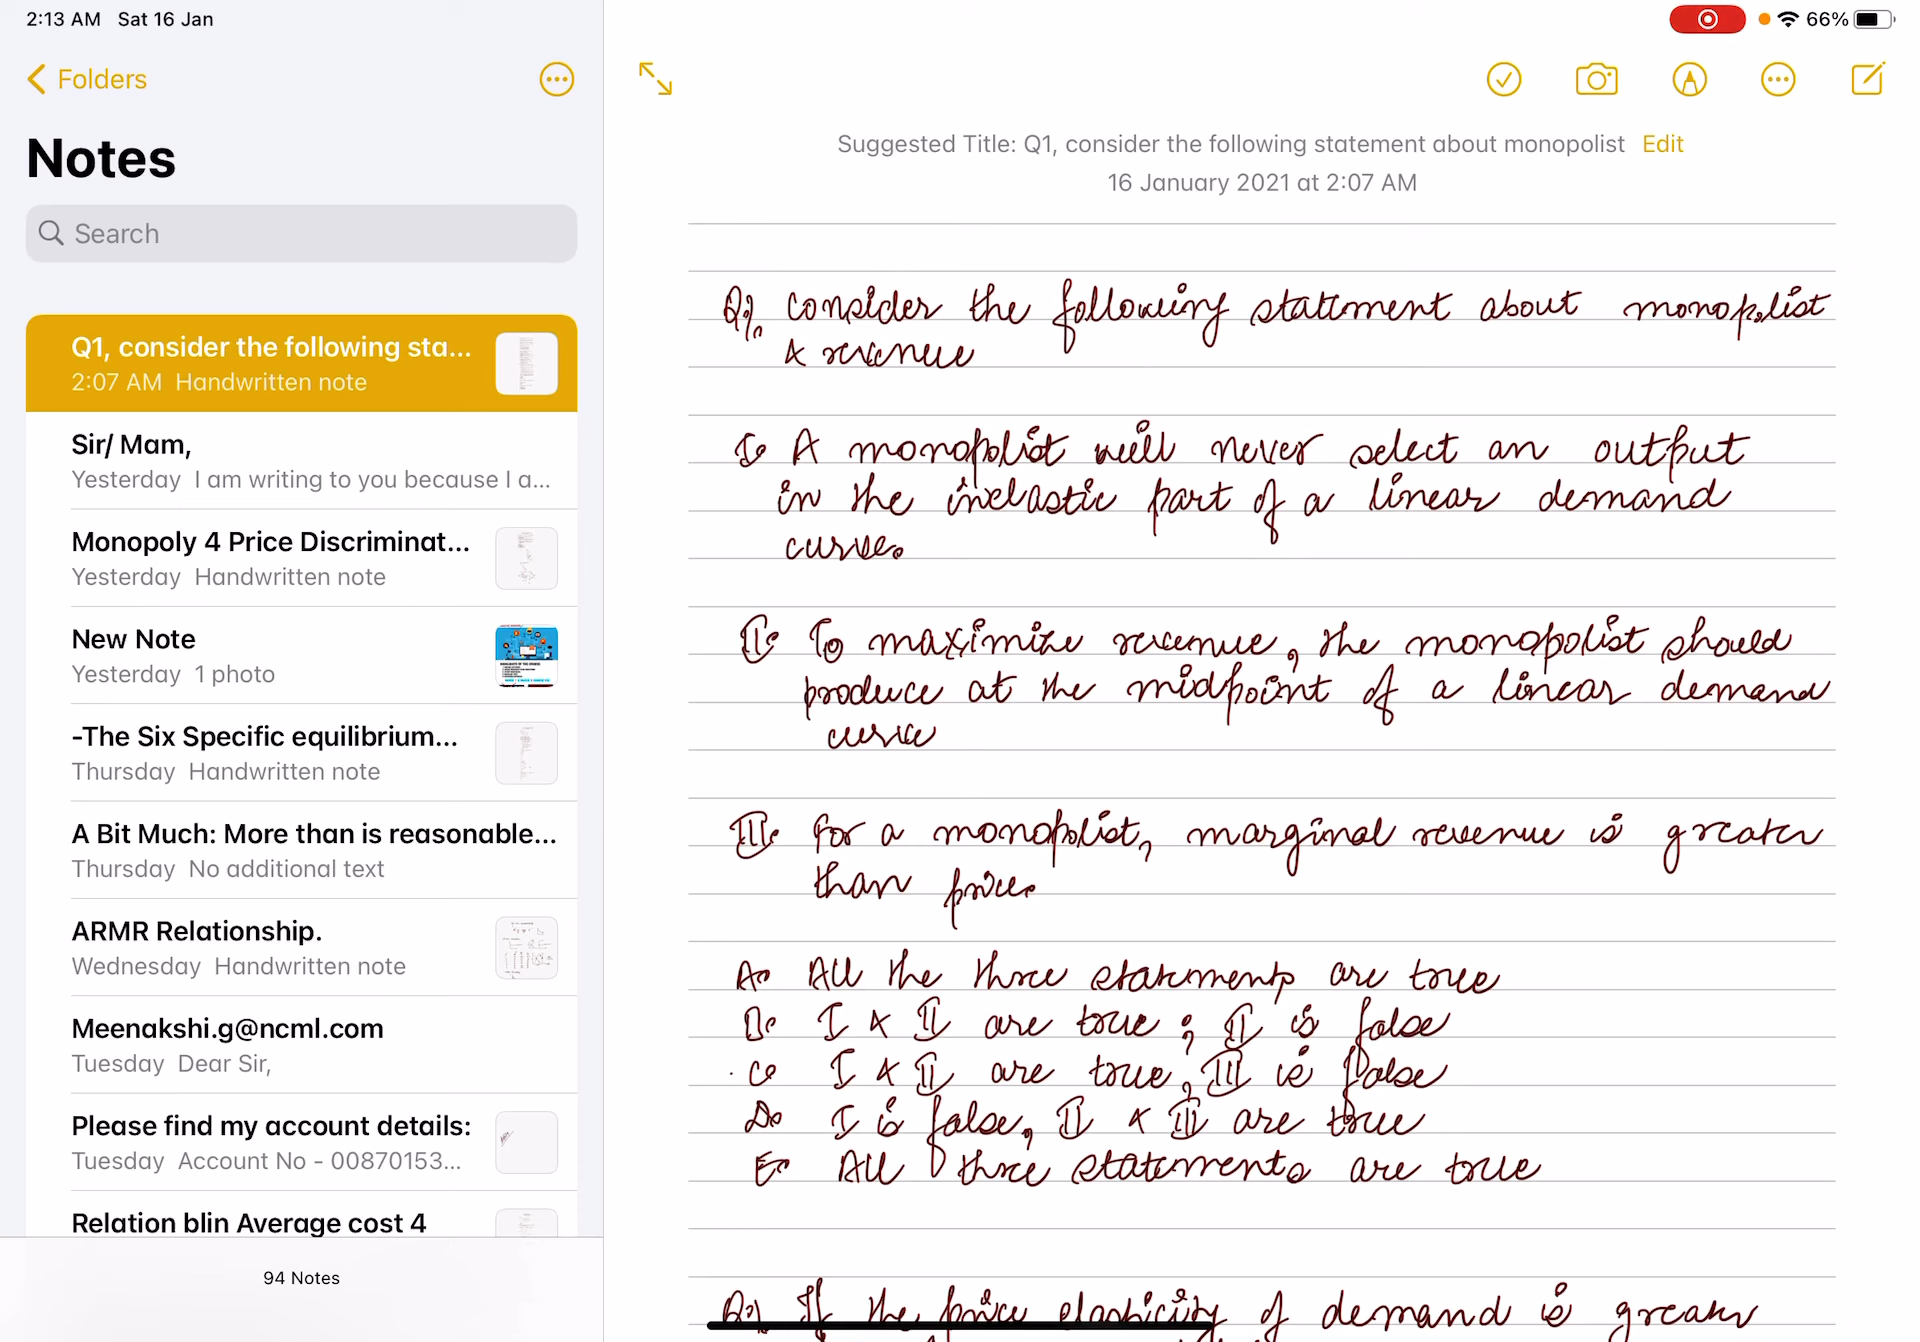 2:13 AM Sat 16 Jan
66%
Folders
Notes
Search
Q1, consider the following sta...
2:07 AM Handwritten note
Sir/ Mam,
Yesterday I am writing to you because I a...
Monopoly 4 Price Discriminat...
Yesterday Handwritten note
New Note
Yesterday 1 photo
-The Six Specific equilibrium...
Thursday Handwritten note
A Bit Much: More than is reasonable...
Thursday No additional text
ARMR Relationship.
Wednesday Handwritten note
Meenakshi.g@ncml.com
Tuesday Dear Sir,
Please find my account details:
Tuesday Account No - 00870153...
Relation blin Average cost 4
94 Notes
Suggested Title: Q1, consider the following statement about monopolist Edit
16 January 2021 at 2:07 AM
Q1. Consider the following statement about monopolist
& revenue
I. A monopolist will never select an output
in the inelastic part of a linear demand
curve.
II. To maximize revenue, the monopolist should
produce at the midpoint of a linear demand
curve
III. For a monopolist, marginal revenue is greater
than price.
A. All the three statements are true
B. I & II are true; II is false
C. I & II are true, III is false
D. I is false, II & III are true
E. All three statements are true
Q2) If the price elasticity of demand is greater